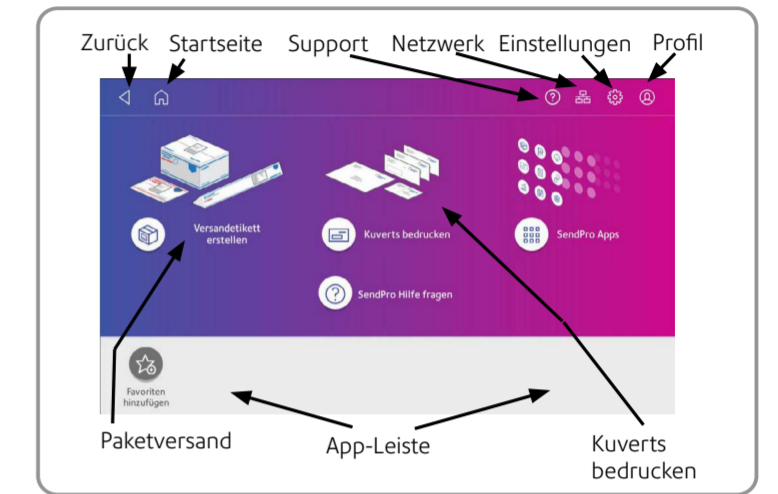 Zurück Startseite Support Netzwerk Einstellungen Profil
Versandetikett
erstellen
Kuverts bedrucken
SendPro Apps
SendPro Hilfe fragen
Favoriten
hinzufügen
Paketversand
App-Leiste
Kuverts
bedrucken